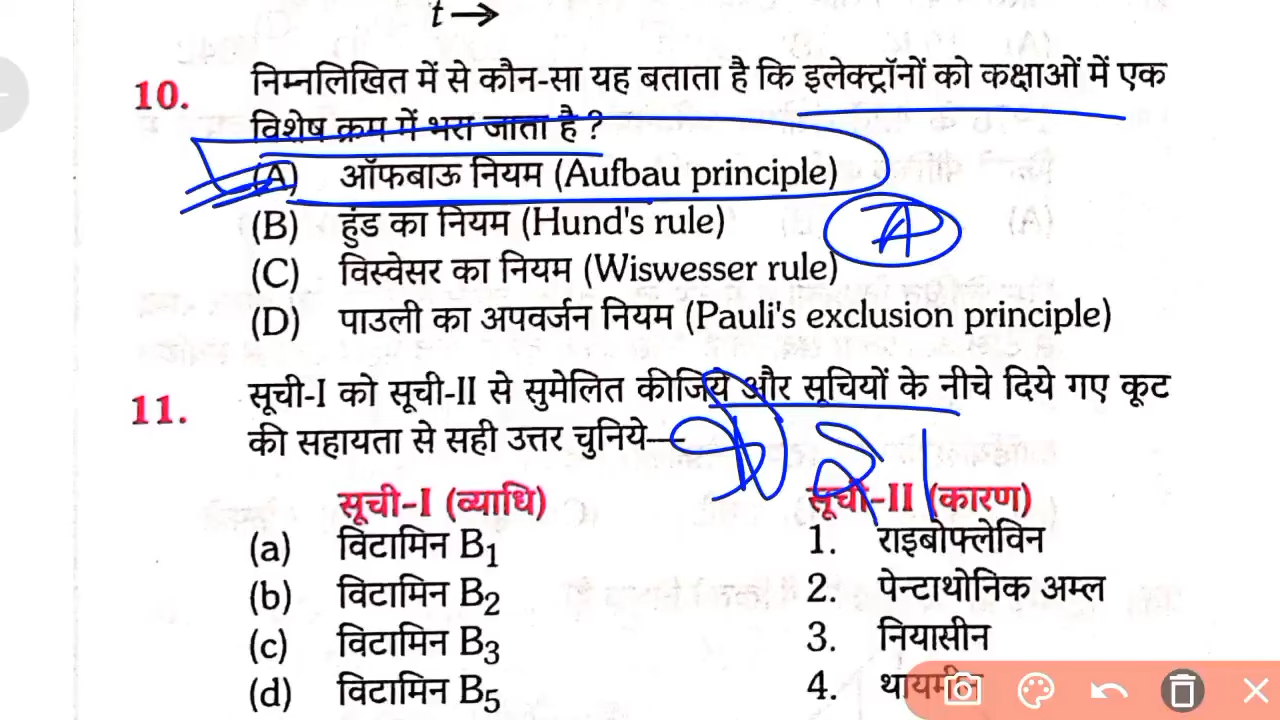 t →
10. निम्नलिखित में से कौन-सा यह बताता है कि इलेक्ट्रॉनों को कक्षाओं में एक
विशेष क्रम में भरा जाता है ?
(A) ऑफबाऊ नियम (Aufbau principle)
(B) हुंड का नियम (Hund's rule)
A
(C) विस्वेसर का नियम (Wiswesser rule)
(D) पाउली का अपवर्जन नियम (Pauli's exclusion principle)
11. सूची-I को सूची-II से सुमेलित कीजिये और सूचियों के नीचे दिये गए कूट
की सहायता से सही उत्तर चुनिये—
सूची-I (व्याधि) सूची-II (कारण)
(a) विटामिन B1 1. राइबोफ्लेविन
(b) विटामिन B2 2. पेन्टाथोनिक अम्ल
(c) विटामिन B3 3. नियासीन
(d) विटामिन B5 4. थायमीन